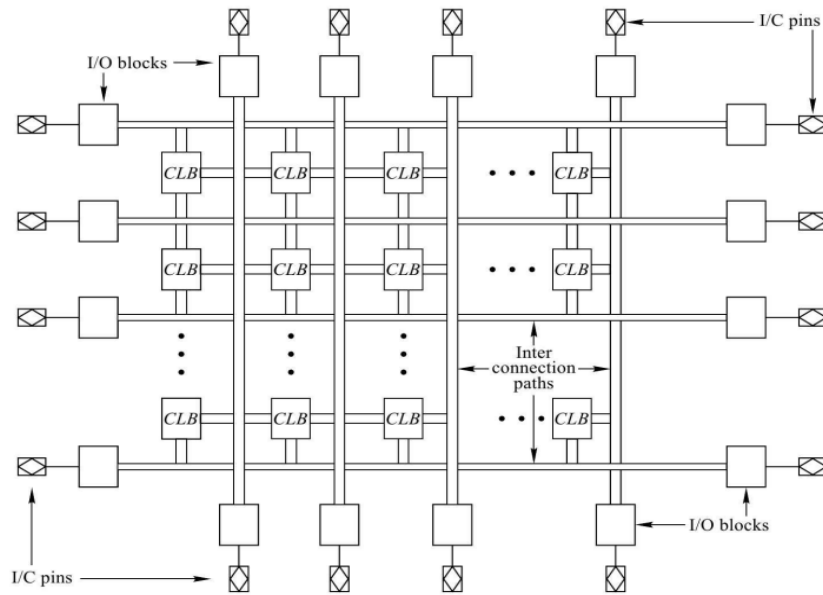 I/C pins
I/O blocks
CLB CLB CLB CLB
CLB CLB CLB CLB
Inter
connection
paths
CLB CLB CLB CLB
I/O blocks
I/C pins